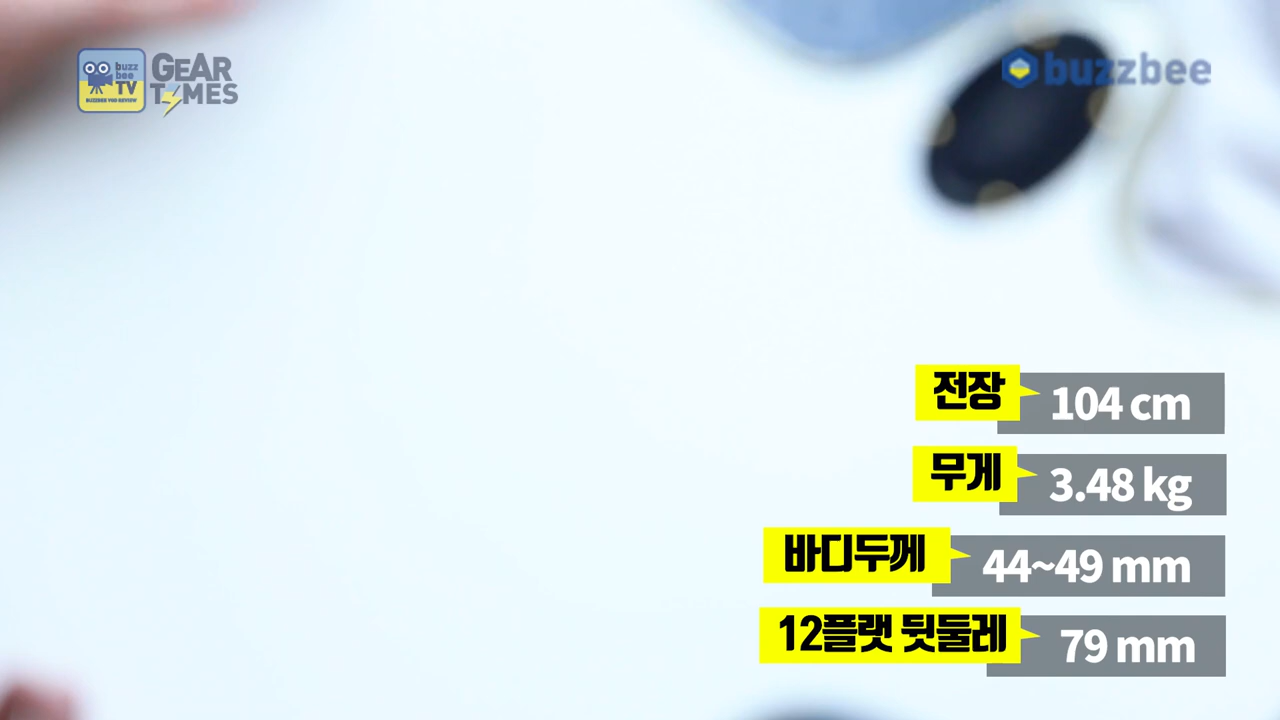 buzz
bee
TV
BUZZBEE VOD REVIEW
GEAR
TIMES
buzzbee
전장
104 cm
무게
3.48 kg
바디두께
44~49 mm
12플랫 뒷둘레
79 mm